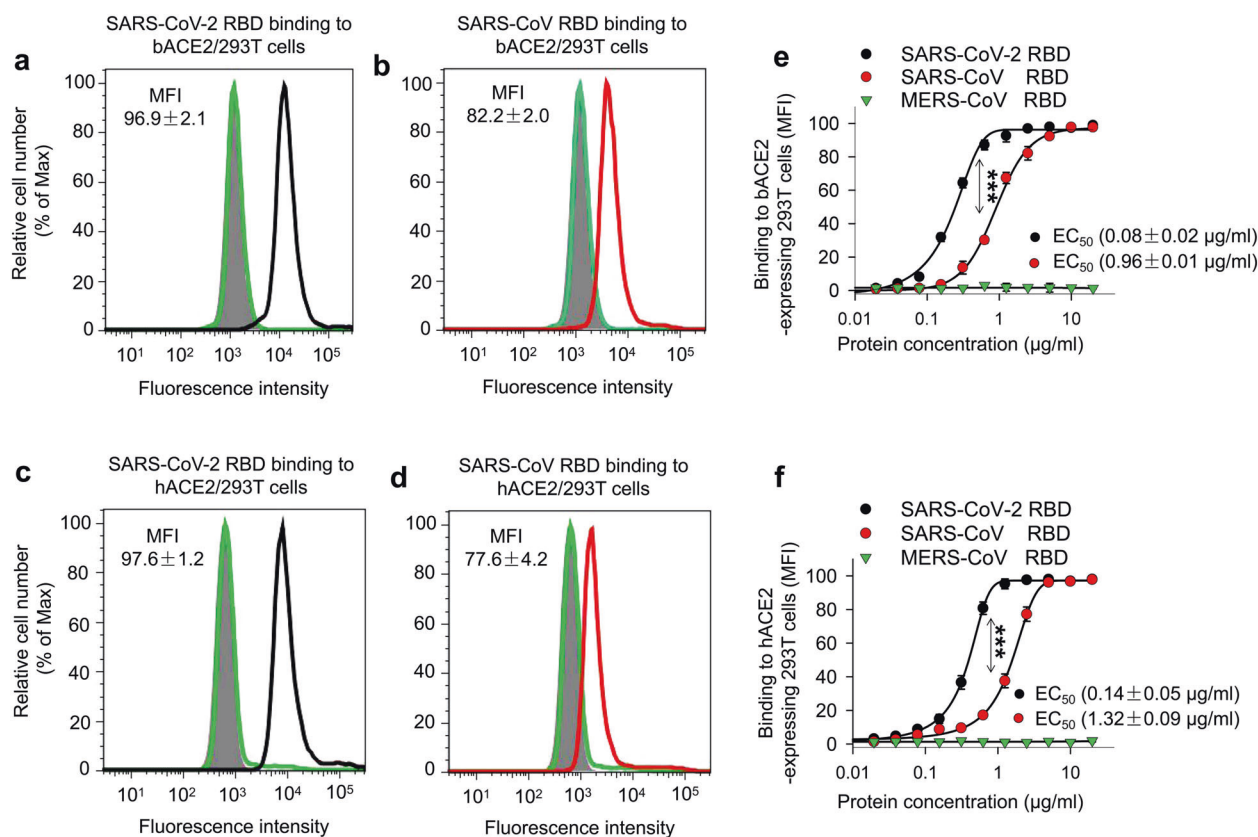 a
SARS-CoV-2 RBD binding to
bACE2/293T cells
MFI
96.9±2.1
Relative cell number
(% of Max)
100
80
60
40
20
0
10¹ 10² 10³ 10⁴ 10⁵
Fluorescence intensity
b
SARS-CoV RBD binding to
bACE2/293T cells
MFI
82.2±2.0
100
80
60
40
20
0
10¹ 10² 10³ 10⁴ 10⁵
Fluorescence intensity
e
SARS-CoV-2 RBD
SARS-CoV RBD
MERS-CoV RBD
Binding to bACE2
-expressing 293T cells (MFI)
100
80
60
40
20
0
***
EC₅₀ (0.08±0.02 µg/ml)
EC₅₀ (0.96±0.01 µg/ml)
0.01 0.1 1 10
Protein concentration (µg/ml)
c
SARS-CoV-2 RBD binding to
hACE2/293T cells
MFI
97.6±1.2
Relative cell number
(% of Max)
100
80
60
40
20
0
10¹ 10² 10³ 10⁴ 10⁵
Fluorescence intensity
d
SARS-CoV RBD binding to
hACE2/293T cells
MFI
77.6±4.2
100
80
60
40
20
0
10¹ 10² 10³ 10⁴ 10⁵
Fluorescence intensity
f
SARS-CoV-2 RBD
SARS-CoV RBD
MERS-CoV RBD
Binding to hACE2
-expressing 293T cells (MFI)
100
80
60
40
20
0
***
EC₅₀ (0.14±0.05 µg/ml)
EC₅₀ (1.32±0.09 µg/ml)
0.01 0.1 1 10
Protein concentration (µg/ml)